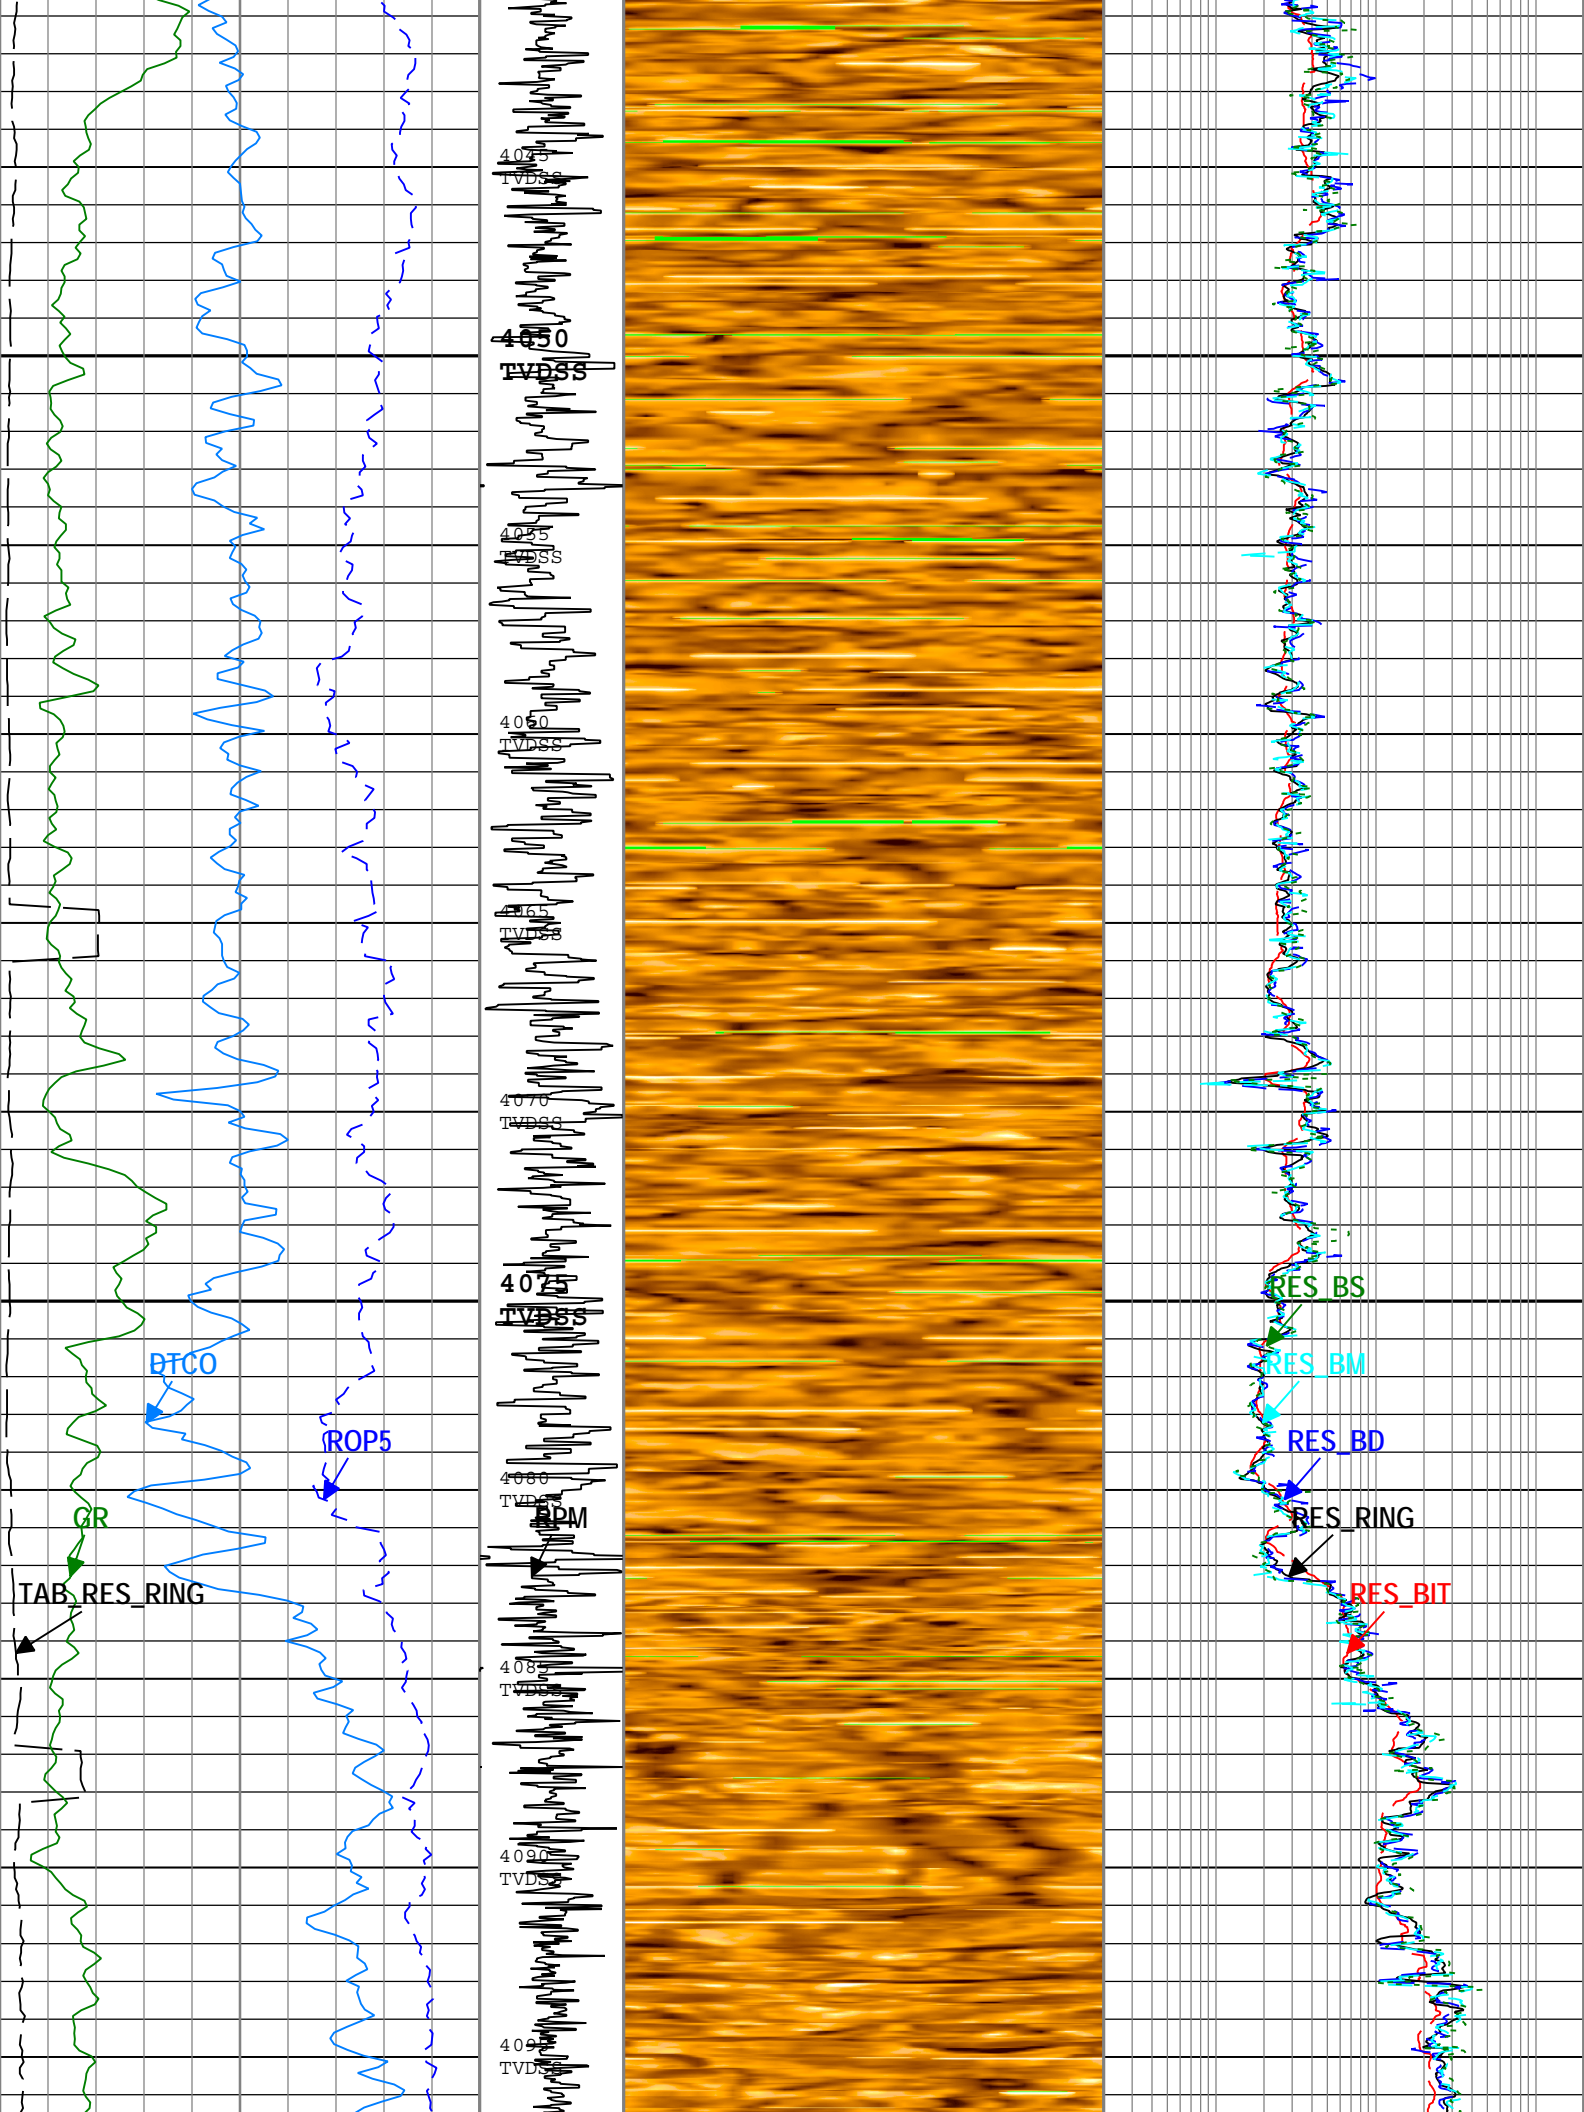 4045
TVDSS
4050
TVDSS
4055
TVDSS
4060
TVDSS
4065
TVDSS
4070
TVDSS
4075
TVDSS
RES_BS
DTCO
RES_BM
ROP5
RES_BD
4080
TVDSS
GR
RPM
RES_RING
TAB_RES_RING
RES_BIT
4085
TVDSS
4090
TVDSS
4095
TVDSS